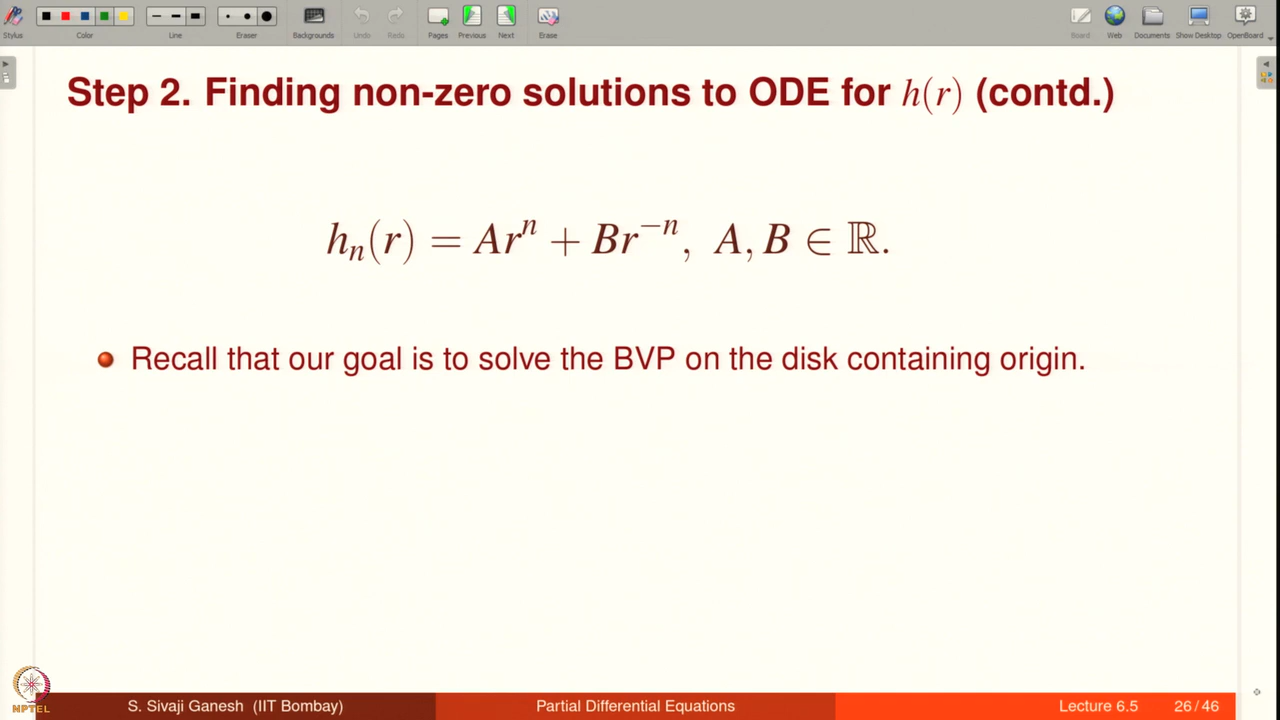 Stylus Color Line Eraser Backgrounds Undo Redo Pages Previous Next Erase Board Web Documents Show Desktop OpenBoard
Step 2. Finding non-zero solutions to ODE for h(r) (contd.)
hₙ(r) = Arⁿ + Br⁻ⁿ, A, B ∈ ℝ.
Recall that our goal is to solve the BVP on the disk containing origin.
NPTEL
S. Sivaji Ganesh (IIT Bombay) Partial Differential Equations Lecture 6.5 26 / 46